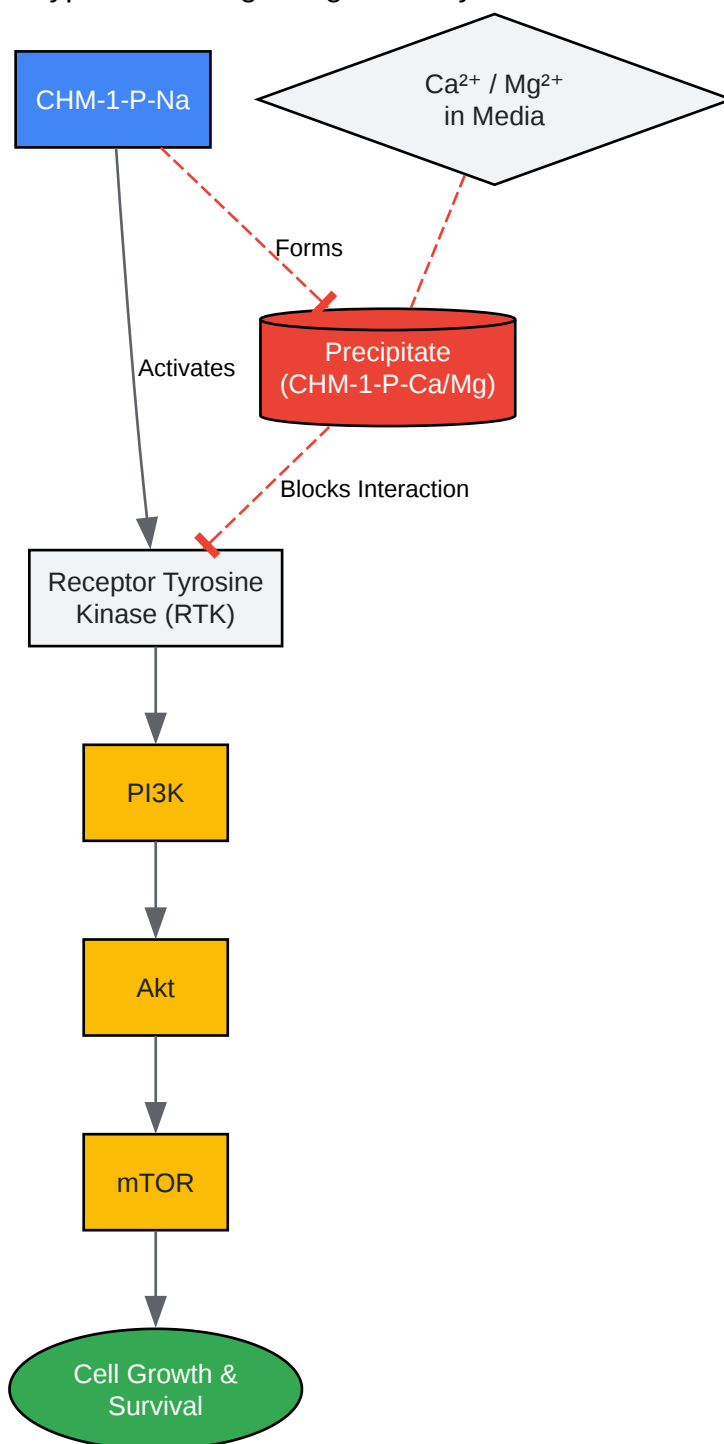 CHM-1-P-Na
Ca²⁺ / Mg²⁺
in Media
Forms
Precipitate
(CHM-1-P-Ca/Mg)
Activates
Blocks Interaction
Receptor Tyrosine
Kinase (RTK)
PI3K
Akt
mTOR
Cell Growth &
Survival